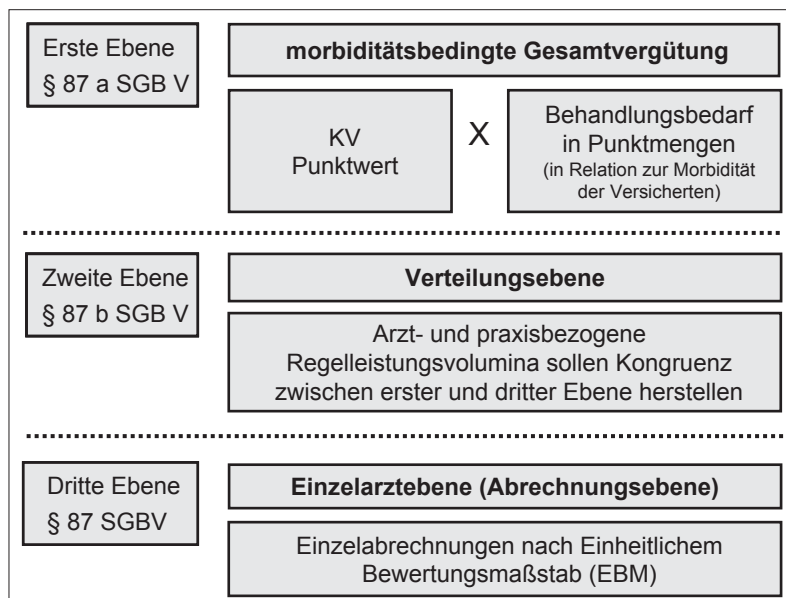 Erste Ebene
§ 87 a SGB V
morbiditätsbedingte Gesamtvergütung
KV
Punktwert
X
Behandlungsbedarf
in Punktmengen
(in Relation zur Morbidität
der Versicherten)
Zweite Ebene
§ 87 b SGB V
Verteilungsebene
Arzt- und praxisbezogene
Regelleistungsvolumina sollen Kongruenz
zwischen erster und dritter Ebene herstellen
Dritte Ebene
§ 87 SGBV
Einzelarztebene (Abrechnungsebene)
Einzelabrechnungen nach Einheitlichem
Bewertungsmaßstab (EBM)